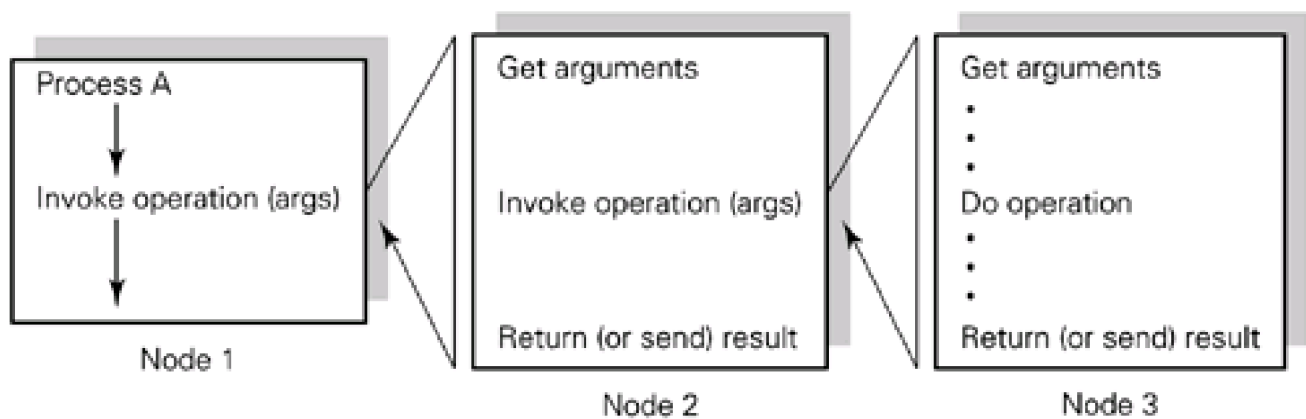 Process A
Invoke operation (args)
Node 1
Get arguments
Invoke operation (args)
Return (or send) result
Node 2
Get arguments
Do operation
Return (or send) result
Node 3